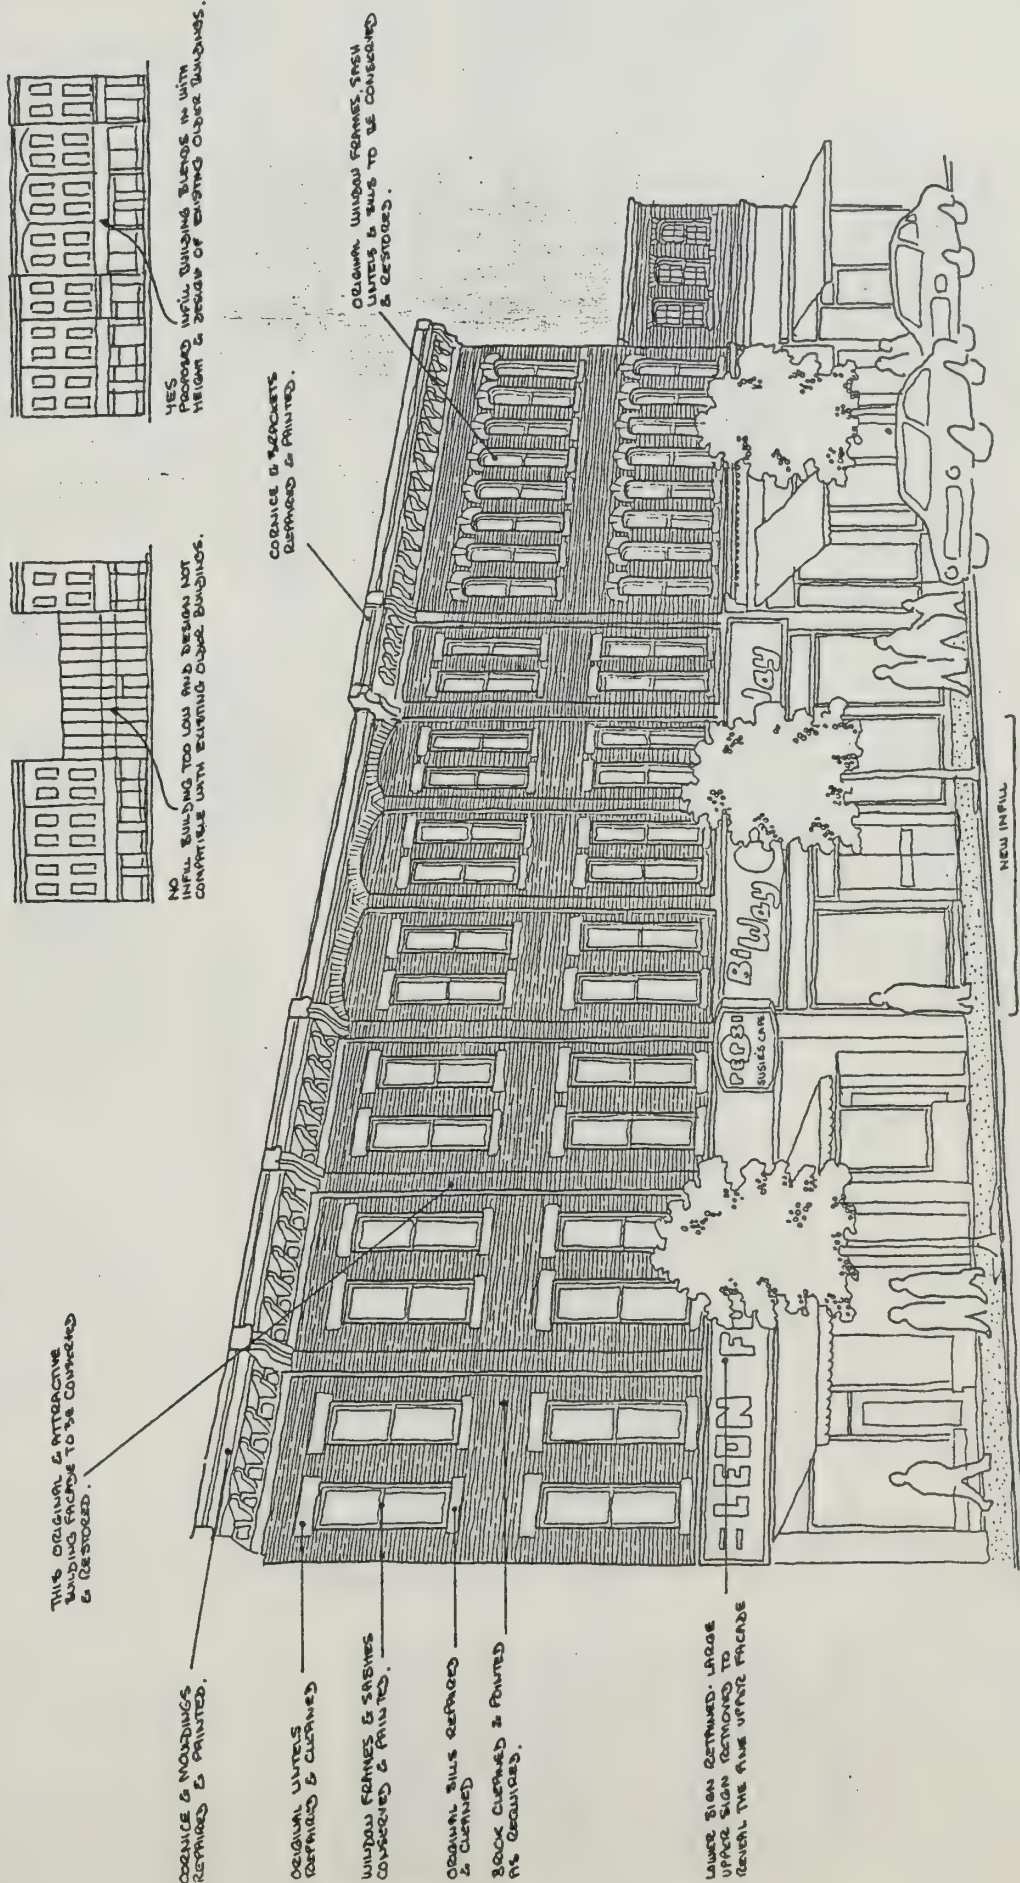 NO
INFILL BUILDING TOO LOW AND DESIGN NOT
COMPATIBLE WITH EXISTING OLDER BUILDINGS.
YES
PROPOSED INFILL BUILDING BLENDS IN WITH
HEIGHT & DESIGN OF EXISTING OLDER BUILDINGS.
THIS ORIGINAL & ATTRACTIVE
BUILDING FACADE TO BE CONSERVED
& RESTORED.
CORNICE & BRACKETS
REPAIRED & PAINTED.
ORIGINAL WINDOW FRAMES, SASH
LINTELS & SILLS TO BE CONSERVED
& RESTORED.
CORNICE & MOULDINGS
REPAIRED & PAINTED.
ORIGINAL LINTELS
REPAIRED & CLEANED
WINDOW FRAMES & SASHES
CONSERVED & PAINTED.
ORIGINAL SILLS REPARED
& CLEANED
BRICK CLEANED & POINTED
AS REQUIRED.
LOWER SIGN RETAINED. LARGE
UPPER SIGN REMOVED TO
REVEAL THE FINE UPPER FACADE
LEON FU
PEPSI
SUSIES CAFE
BiWay
Way
NEW INFILL